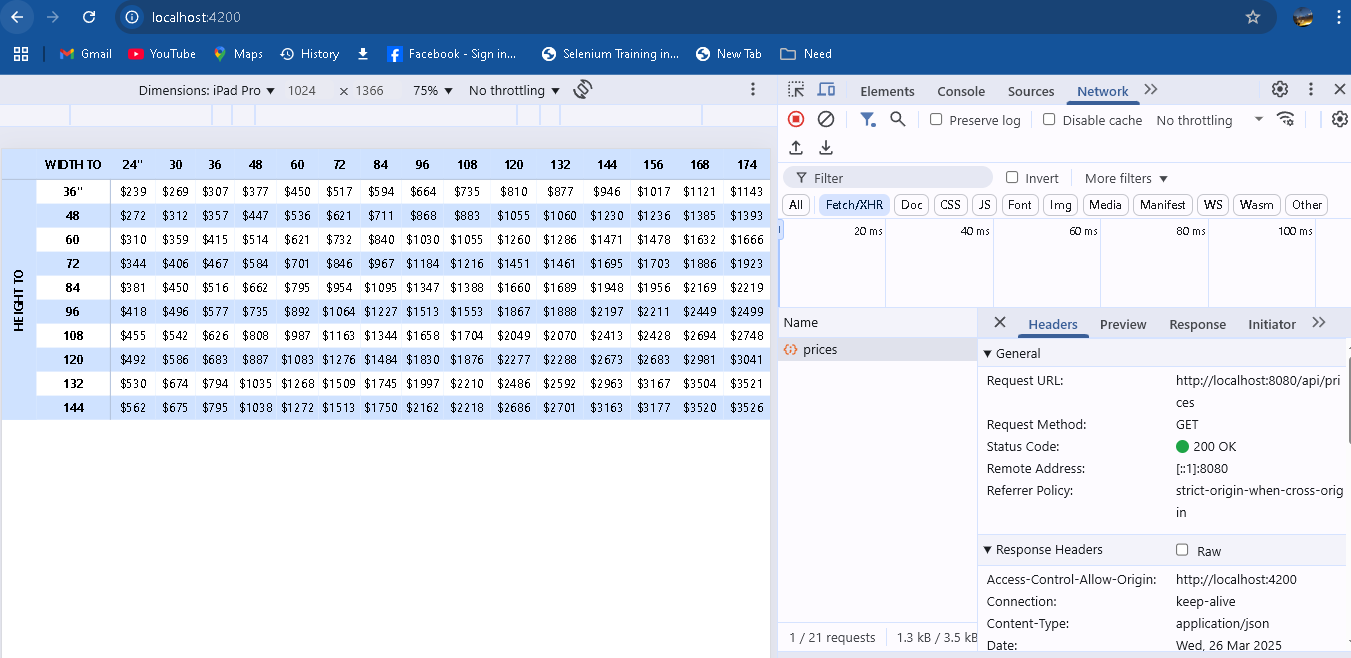 localhost:4200
Gmail YouTube Maps History Facebook - Sign in... Selenium Training in... New Tab Need
Dimensions: iPad Pro ▼ 1024 × 1366 75% ▼ No throttling ▼
WIDTH TO 24" 30 36 48 60 72 84 96 108 120 132 144 156 168 174
HEIGHT TO
36" $239 $269 $307 $377 $450 $517 $594 $664 $735 $810 $877 $946 $1017 $1121 $1143
48 $272 $312 $357 $447 $536 $621 $711 $868 $883 $1055 $1060 $1230 $1236 $1385 $1393
60 $310 $359 $415 $514 $621 $732 $840 $1030 $1055 $1260 $1286 $1471 $1478 $1632 $1666
72 $344 $406 $467 $584 $701 $846 $967 $1184 $1216 $1451 $1461 $1695 $1703 $1886 $1923
84 $381 $450 $516 $662 $795 $954 $1095 $1347 $1388 $1660 $1689 $1948 $1956 $2169 $2219
96 $418 $496 $577 $735 $892 $1064 $1227 $1513 $1553 $1867 $1888 $2197 $2211 $2449 $2499
108 $455 $542 $626 $808 $987 $1163 $1344 $1658 $1704 $2049 $2070 $2413 $2428 $2694 $2748
120 $492 $586 $683 $887 $1083 $1276 $1484 $1830 $1876 $2277 $2288 $2673 $2683 $2981 $3041
132 $530 $674 $794 $1035 $1268 $1509 $1745 $1997 $2210 $2486 $2592 $2963 $3167 $3504 $3521
144 $562 $675 $795 $1038 $1272 $1513 $1750 $2162 $2218 $2686 $2701 $3163 $3177 $3520 $3526
Elements Console Sources Network
Preserve log Disable cache No throttling
Filter Invert More filters ▼
All Fetch/XHR Doc CSS JS Font Img Media Manifest WS Wasm Other
20 ms 40 ms 60 ms 80 ms 100 ms
Name
prices
1 / 21 requests 1.3 kB / 3.5 kB
Headers Preview Response Initiator
▼ General
Request URL: http://localhost:8080/api/pri
ces
Request Method: GET
Status Code: 200 OK
Remote Address: [::1]:8080
Referrer Policy: strict-origin-when-cross-orig
in
▼ Response Headers Raw
Access-Control-Allow-Origin: http://localhost:4200
Connection: keep-alive
Content-Type: application/json
Date: Wed, 26 Mar 2025